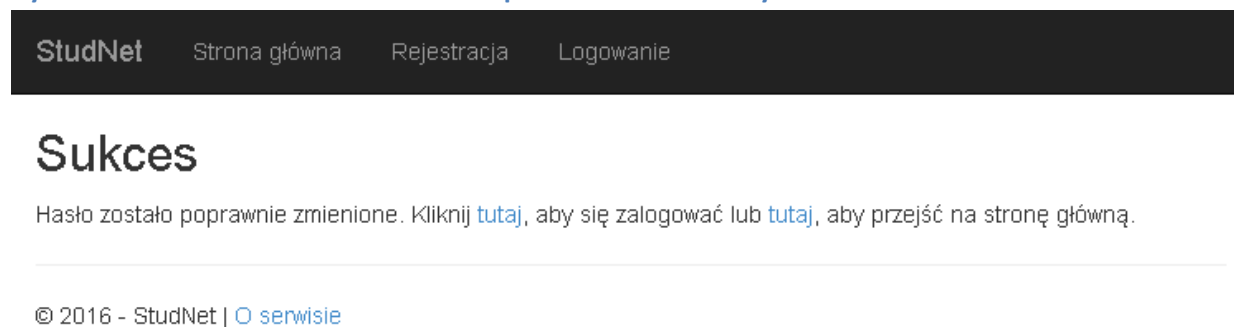 StudNet Strona główna Rejestracja Logowanie
Sukces
Hasło zostało poprawnie zmienione. Kliknij tutaj, aby się zalogować lub tutaj, aby przejść na stronę główną.
© 2016 - StudNet | O serwisie